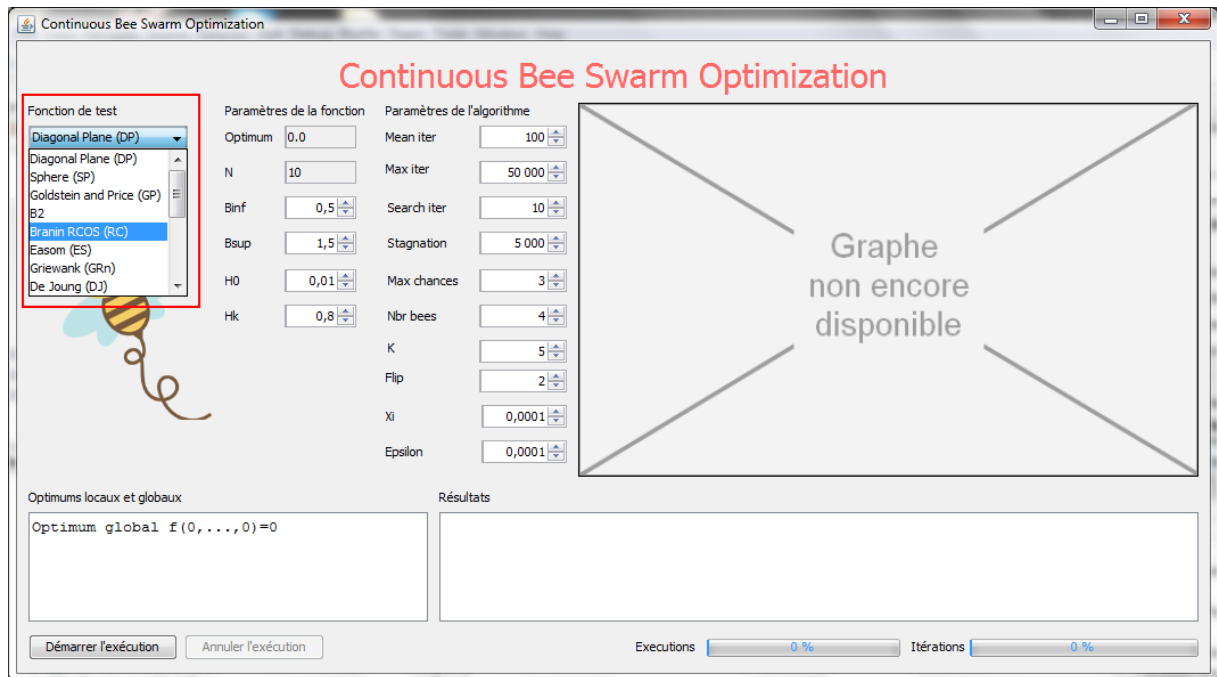 Continuous Bee Swarm Optimization
Continuous Bee Swarm Optimization
Fonction de test
Diagonal Plane (DP)
Diagonal Plane (DP)
Sphere (SP)
Goldstein and Price (GP)
B2
Branin RCOS (RC)
Easom (ES)
Griewank (GRn)
De Joung (DJ)
Paramètres de la fonction
Optimum 0.0
N 10
Binf 0,5
Bsup 1,5
H0 0,01
Hk 0,8
Paramètres de l'algorithme
Mean iter 100
Max iter 50 000
Search iter 10
Stagnation 5 000
Max chances 3
Nbr bees 4
K 5
Flip 2
Xi 0,0001
Epsilon 0,0001
Graphe
non encore
disponible
Optimums locaux et globaux
Optimum global f(0,...,0)=0
Résultats
Démarrer l'exécution
Annuler l'exécution
Executions 0 %
Itérations 0 %